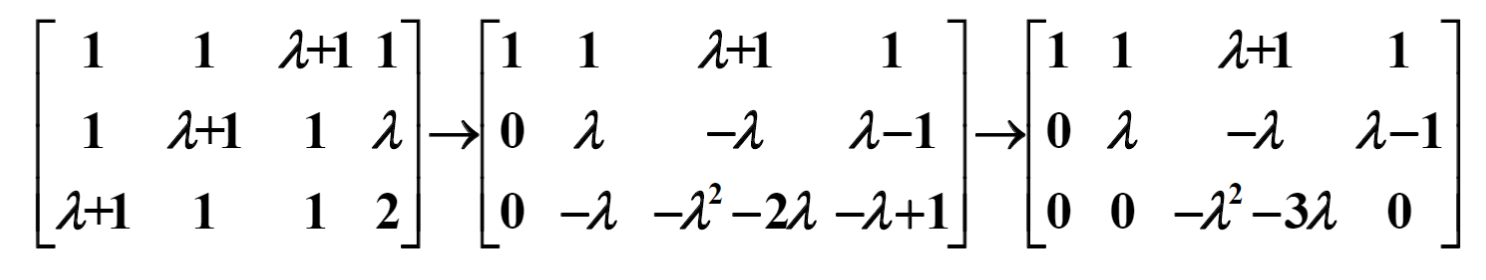 1 1 λ+1 1 1 1 λ+1 1 1 1 λ+1 1
1 λ+1 1 λ → 0 λ −λ λ−1 → 0 λ −λ λ−1
λ+1 1 1 2 0 −λ −λ²−2λ −λ+1 0 0 −λ²−3λ 0